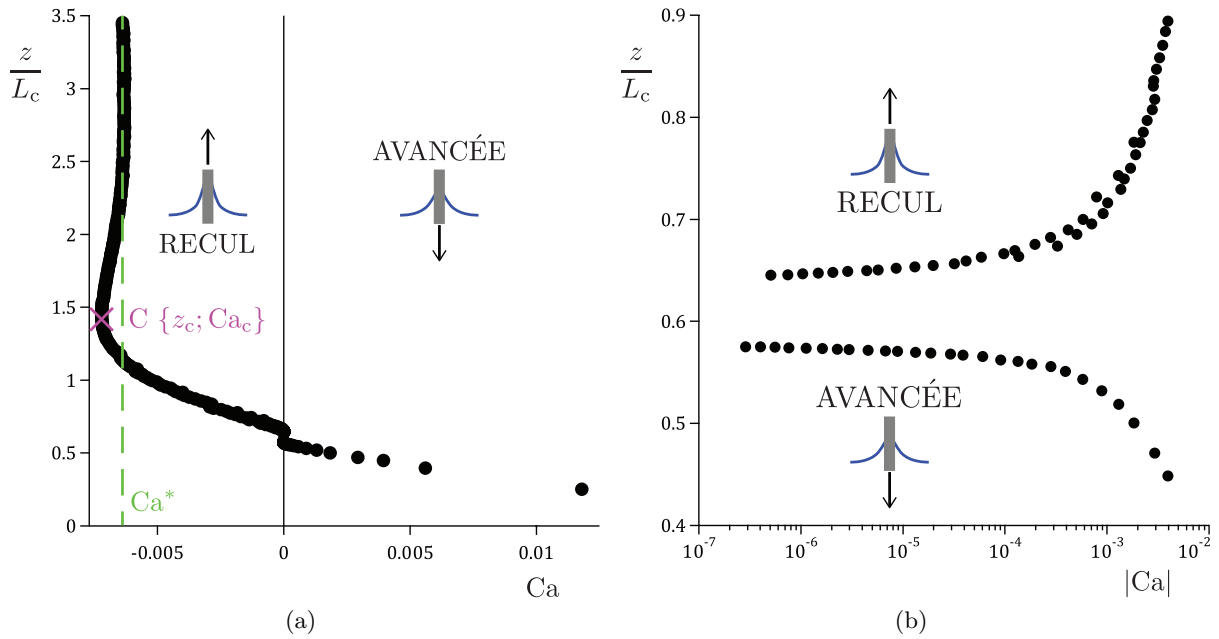 3.5
3
2.5
2
1.5
1
0.5
0
z
L_c
AVANCÉE
RECUL
C {z_c; Ca_c}
Ca*
-0.005
0
0.005
0.01
Ca
(a)
0.9
0.8
0.7
0.6
0.5
0.4
z
L_c
RECUL
AVANCÉE
10^-7
10^-6
10^-5
10^-4
10^-3
10^-2
|Ca|
(b)